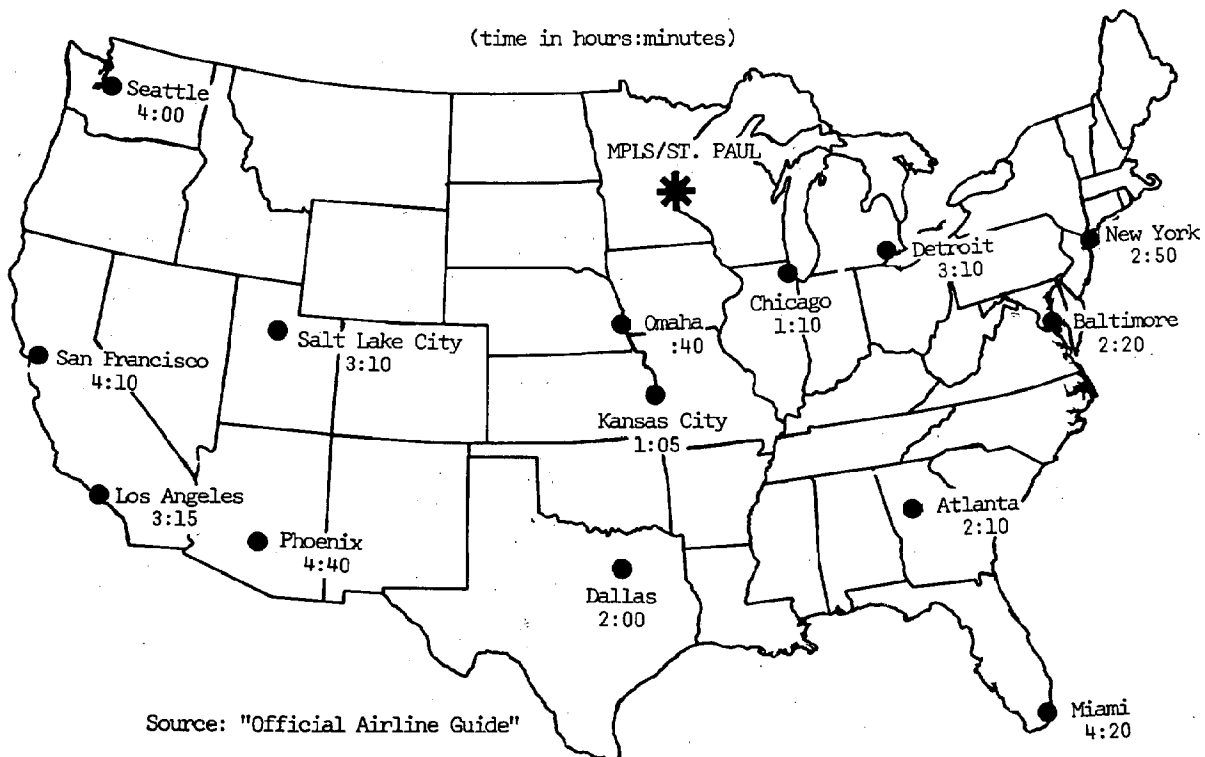 (time in hours:minutes)
Seattle
4:00
MPLS/ST. PAUL
New York
2:50
Detroit
3:10
Chicago
1:10
Omaha
:40
Baltimore
2:20
Salt Lake City
3:10
San Francisco
4:10
Kansas City
1:05
Los Angeles
3:15
Atlanta
2:10
Phoenix
4:40
Dallas
2:00
Miami
4:20
Source: "Official Airline Guide"